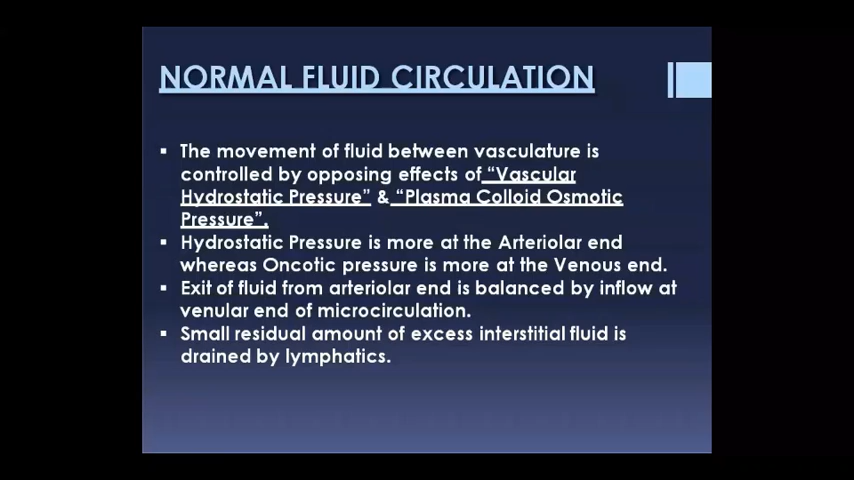 NORMAL FLUID CIRCULATION
▪ The movement of fluid between vasculature is
controlled by opposing effects of “Vascular
Hydrostatic Pressure” & “Plasma Colloid Osmotic
Pressure”.
▪ Hydrostatic Pressure is more at the Arteriolar end
whereas Oncotic pressure is more at the Venous end.
▪ Exit of fluid from arteriolar end is balanced by inflow at
venular end of microcirculation.
▪ Small residual amount of excess interstitial fluid is
drained by lymphatics.